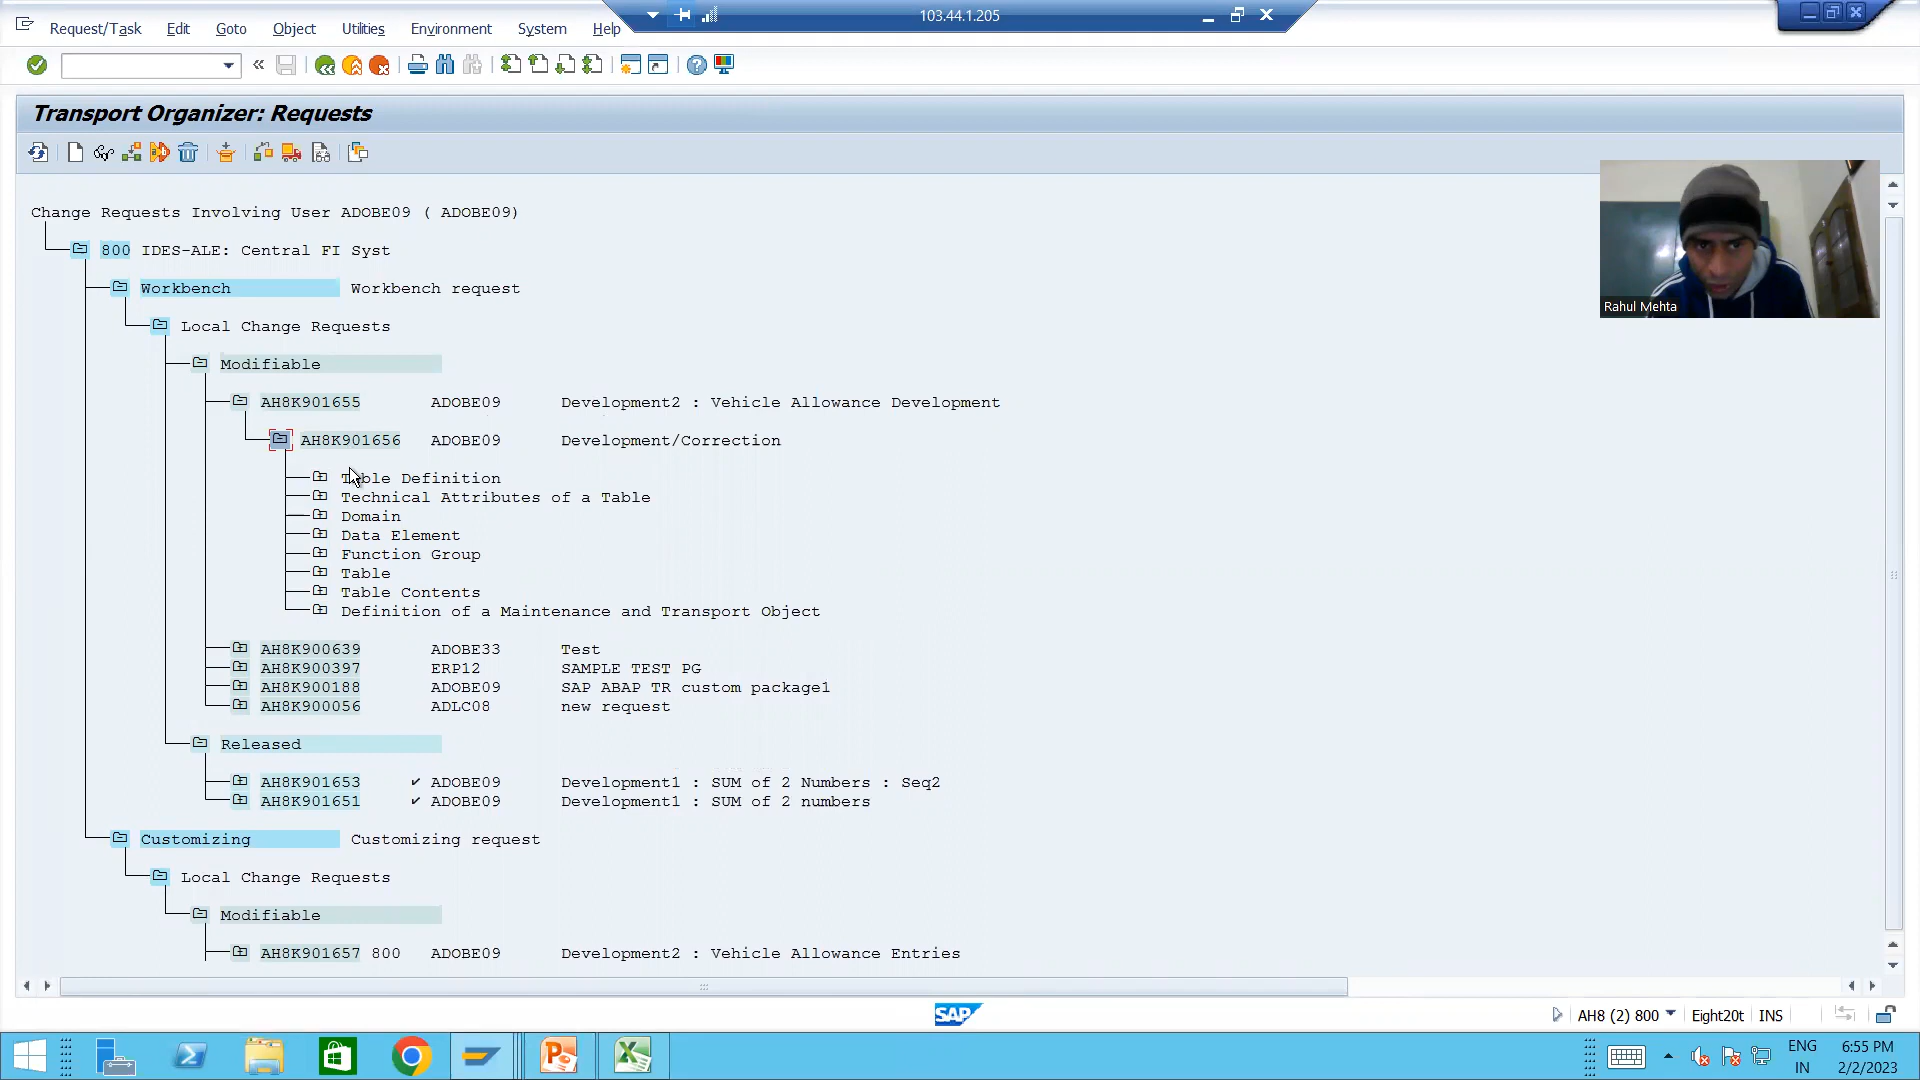 103.44.1.205
Request/Task Edit Goto Object Utilities Environment System Help
Transport Organizer: Requests
Change Requests Involving User ADOBE09 ( ADOBE09)
800 IDES-ALE: Central FI Syst
Workbench Workbench request
Rahul Mehta
Local Change Requests
Modifiable
AH8K901655 ADOBE09 Development2 : Vehicle Allowance Development
AH8K901656 ADOBE09 Development/Correction
Table Definition
Technical Attributes of a Table
Domain
Data Element
Function Group
Table
Table Contents
Definition of a Maintenance and Transport Object
AH8K900639 ADOBE33 Test
AH8K900397 ERP12 SAMPLE TEST PG
AH8K900188 ADOBE09 SAP ABAP TR custom package1
AH8K900056 ADLC08 new request
Released
AH8K901653 ✔ ADOBE09 Development1 : SUM of 2 Numbers : Seq2
AH8K901651 ✔ ADOBE09 Development1 : SUM of 2 numbers
Customizing Customizing request
Local Change Requests
Modifiable
AH8K901657 800 ADOBE09 Development2 : Vehicle Allowance Entries
SAP AH8 (2) 800 Eight20t INS
ENG 6:55 PM
IN 2/2/2023